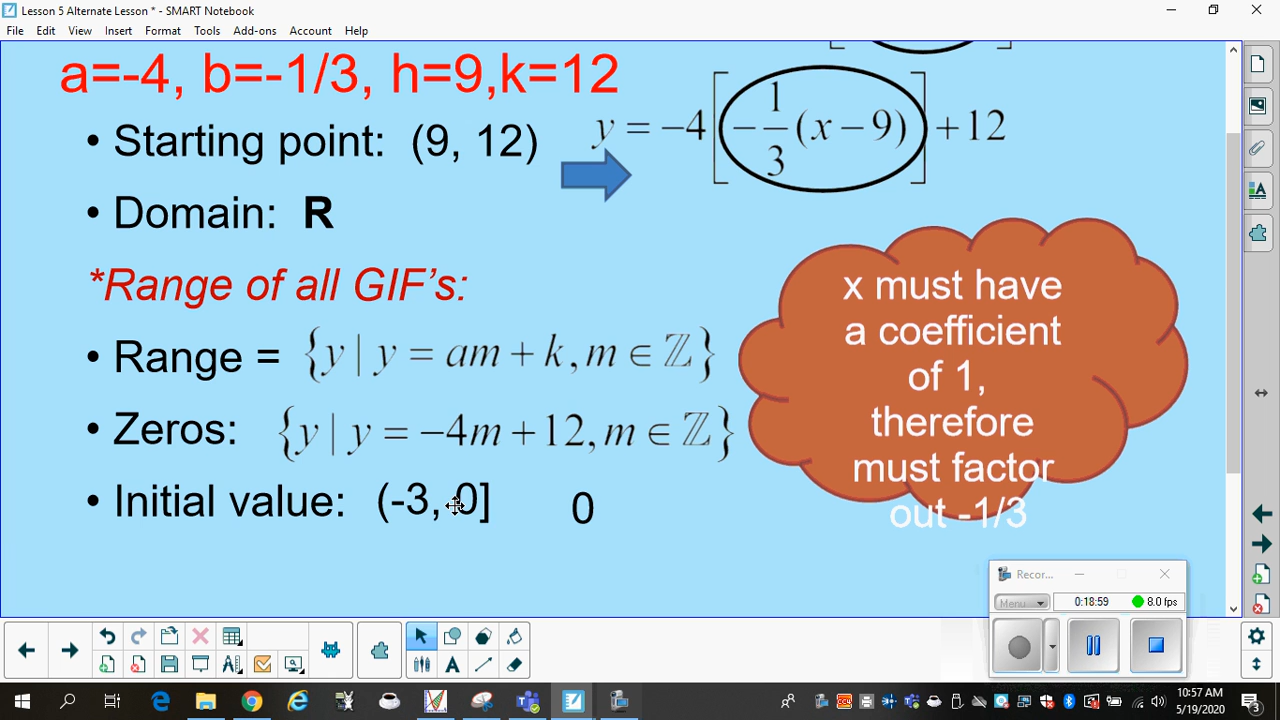 Lesson 5 Alternate Lesson * - SMART Notebook
File Edit View Insert Format Tools Add-ons Account Help
a=-4, b=-1/3, h=9,k=12
y = −4[−1/3(x − 9)] + 12
• Starting point: (9, 12)
• Domain: R
*Range of all GIF's:
• Range = {y | y = am + k, m ∈ ℤ}
• Zeros: {y | y = −4m + 12, m ∈ ℤ}
• Initial value: (-3, 0] 0
x must have
a coefficient
of 1,
therefore
must factor
out -1/3
Recor...
Menu 0:18:59 8.0 fps
10:57 AM
5/19/2020